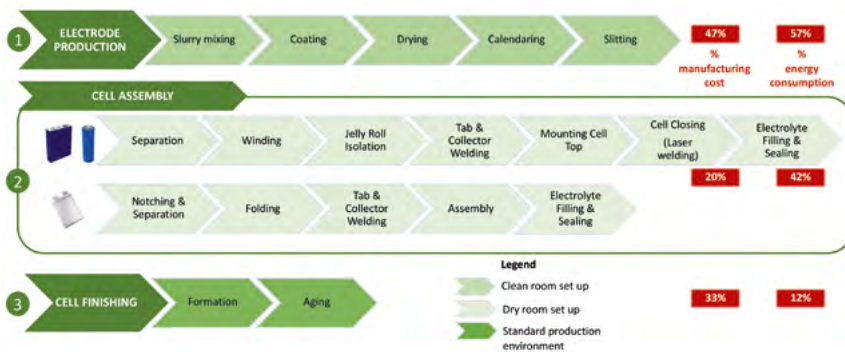 1
ELECTRODE
PRODUCTION
Slurry mixing
Coating
Drying
Calendaring
Slitting
47%
57%
%
manufacturing
cost
%
energy
consumption
CELL ASSEMBLY
2
Separation
Winding
Jelly Roll
Isolation
Tab &
Collector
Welding
Mounting Cell
Top
Cell Closing
(Laser
welding)
Electrolyte
Filling &
Sealing
20%
42%
Notching &
Separation
Folding
Tab &
Collector
Welding
Assembly
Electrolyte
Filling &
Sealing
3
CELL FINISHING
Formation
Aging
Legend
Clean room set up
Dry room set up
Standard production
environment
33%
12%